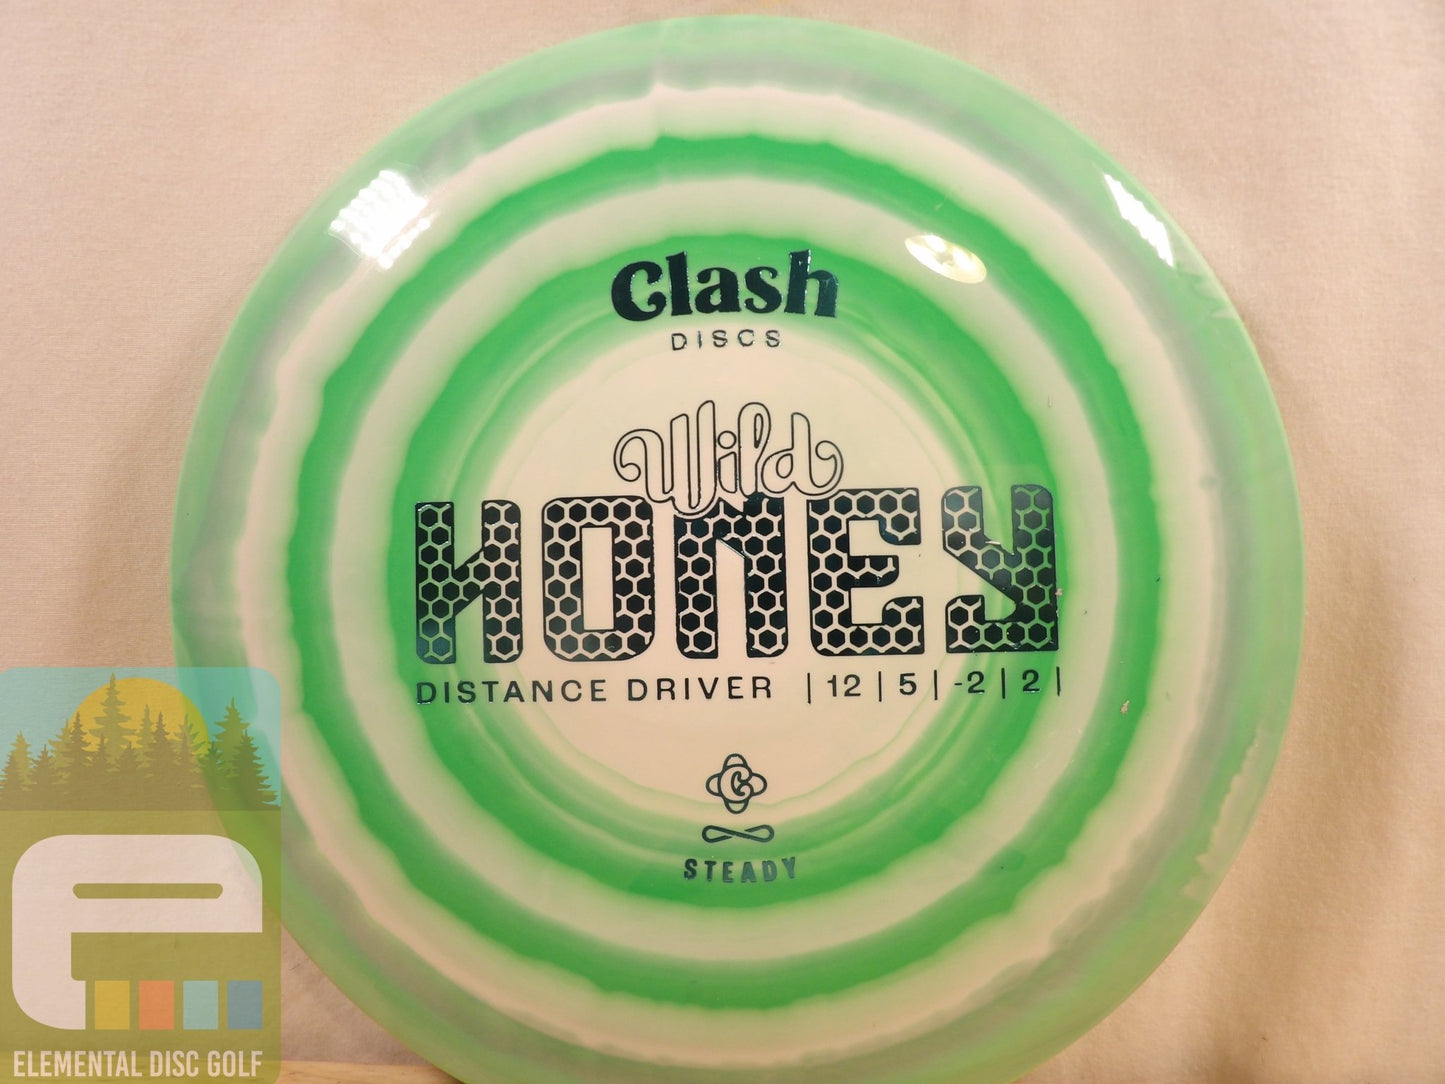 Clash
DISCS
Wild
HONEY
DISTANCE DRIVER | 12 | 5 | -2 | 2 |
C
STEADY
ELEMENTAL DISC GOLF